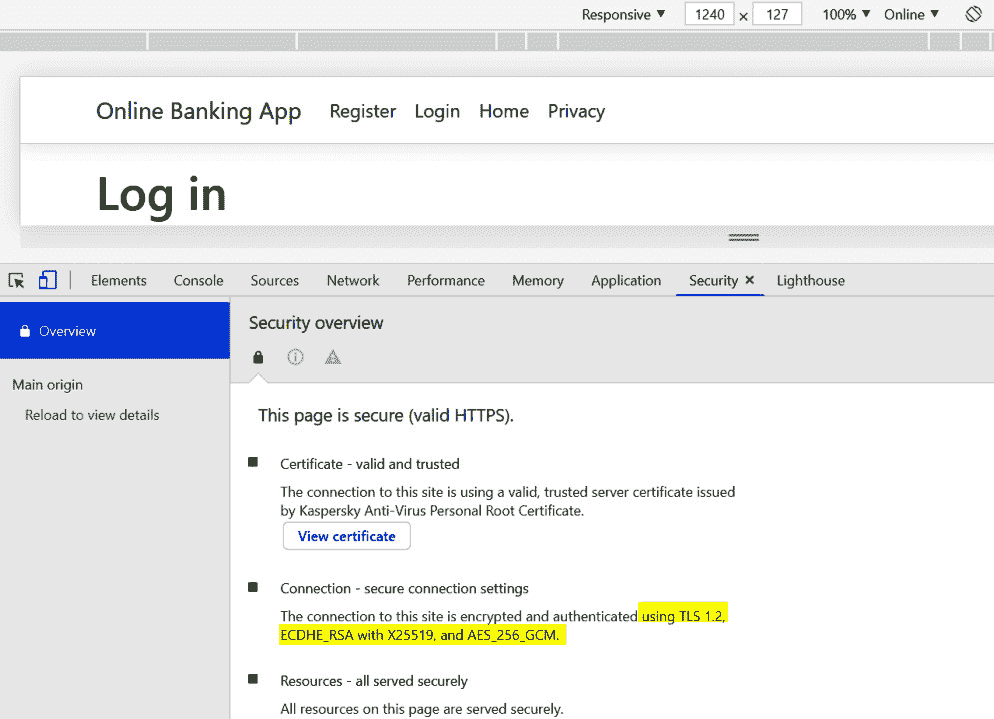 Responsive ▼ 1240 × 127 100% ▼ Online ▼
Online Banking App Register Login Home Privacy
Log in
Elements Console Sources Network Performance Memory Application Security × Lighthouse
Overview
Security overview
Main origin
Reload to view details
This page is secure (valid HTTPS).
Certificate - valid and trusted
The connection to this site is using a valid, trusted server certificate issued
by Kaspersky Anti-Virus Personal Root Certificate.
View certificate
Connection - secure connection settings
The connection to this site is encrypted and authenticated using TLS 1.2,
ECDHE_RSA with X25519, and AES_256_GCM.
Resources - all served securely
All resources on this page are served securely.